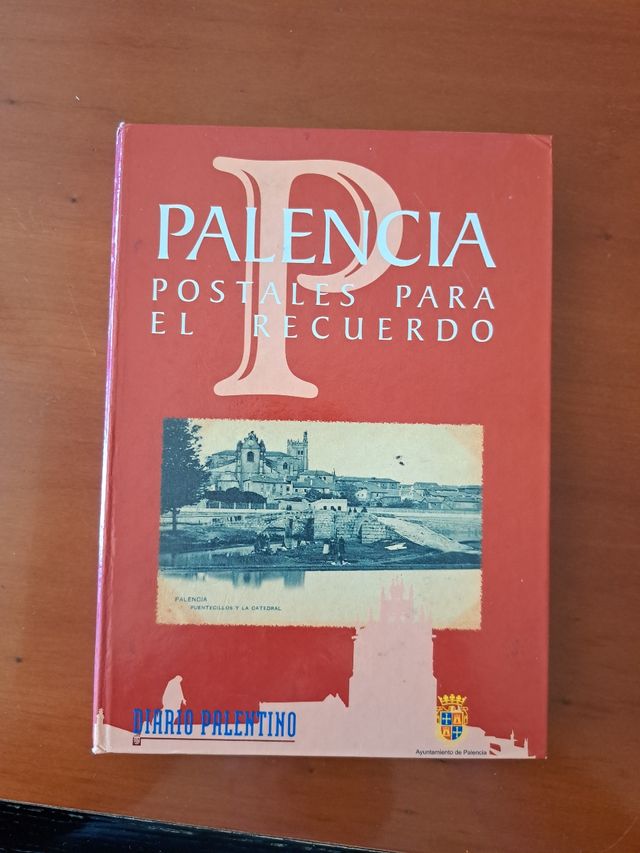 P
PALENCIA
POSTALES PARA
EL RECUERDO
PALENCIA
PUENTECILLOS Y LA CATEDRAL
DIARIO PALENTINO
Ayuntamiento de Palencia